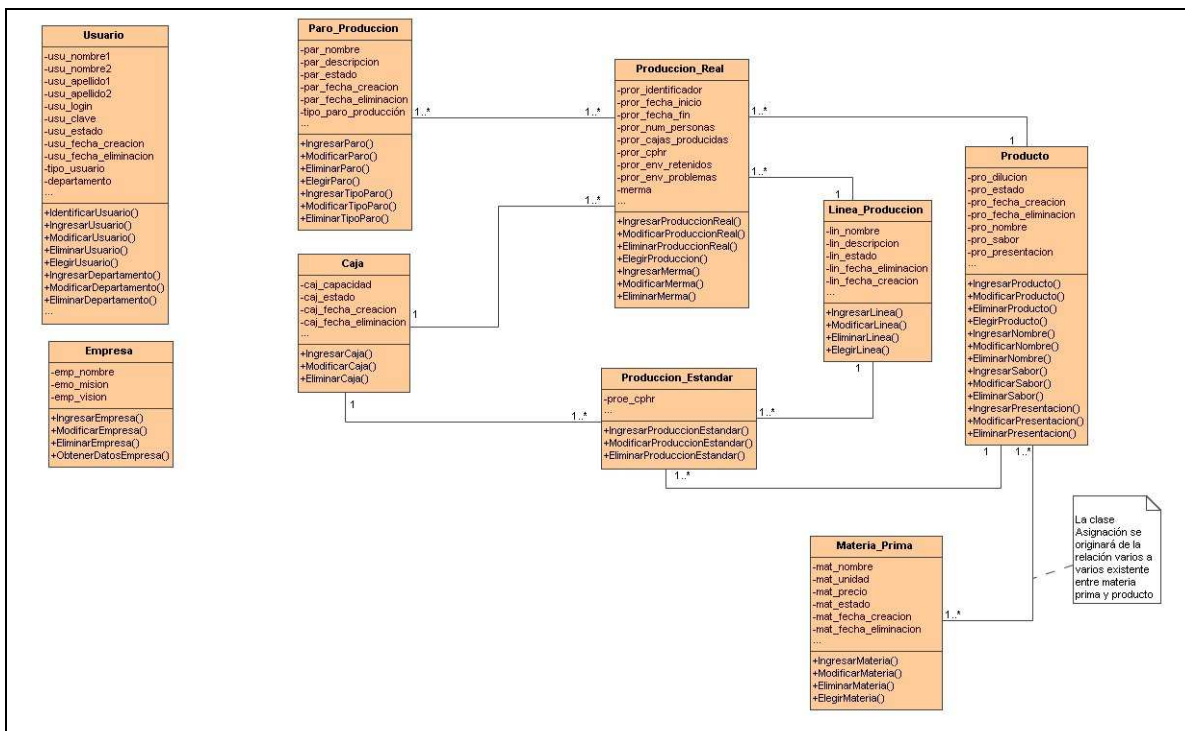 Usuario
-usu_nombre1
-usu_nombre2
-usu_apellido1
-usu_apellido2
-usu_login
-usu_clave
-usu_estado
-usu_fecha_creacion
-usu_fecha_eliminacion
-tipo_usuario
-departamento
...
+IdentificarUsuario()
+IngresarUsuario()
+ModificarUsuario()
+EliminarUsuario()
+ElegirUsuario()
+IngresarDepartamento()
+ModificarDepartamento()
+EliminarDepartamento()
...
Empresa
-emp_nombre
-emo_mision
-emp_vision
+IngresarEmpresa()
+ModificarEmpresa()
+EliminarEmpresa()
+ObtenerDatosEmpresa()
Paro_Produccion
-par_nombre
-par_descripcion
-par_estado
-par_fecha_creacion
-par_fecha_eliminacion
-tipo_paro_producción
...
+IngresarParo()
+ModificarParo()
+EliminarParo()
+ElegirParo()
+IngresarTipoParo()
+ModificarTipoParo()
+EliminarTipoParo()
1..*
1..*
Caja
-caj_capacidad
-caj_estado
-caj_fecha_creacion
-caj_fecha_eliminacion
...
+IngresarCaja()
+ModificarCaja()
+EliminarCaja()
1
1..*
1
1..*
Produccion_Real
-pror_identificador
-pror_fecha_inicio
-pror_fecha_fin
-pror_num_personas
-pror_cajas_producidas
-pror_cphr
-pror_env_retenidos
-pror_env_problemas
-merma
...
+IngresarProduccionReal()
+ModificarProduccionReal()
+EliminarProduccionReal()
+ElegirProduccion()
+IngresarMerma()
+ModificarMerma()
+EliminarMerma()
1..*
1
1..*
1
Produccion_Estandar
-proe_cphr
...
+IngresarProduccionEstandar()
+ModificarProduccionEstandar()
+EliminarProduccionEstandar()
Linea_Produccion
-lin_nombre
-lin_descripcion
-lin_estado
-lin_fecha_eliminacion
-lin_fecha_creacion
...
+IngresarLinea()
+ModificarLinea()
+EliminarLinea()
+ElegirLinea()
1
1..*
Producto
-pro_dilucion
-pro_estado
-pro_fecha_creacion
-pro_fecha_eliminacion
-pro_nombre
-pro_sabor
-pro_presentacion
...
+IngresarProducto()
+ModificarProducto()
+EliminarProducto()
+ElegirProducto()
+IngresarNombre()
+ModificarNombre()
+EliminarNombre()
+IngresarSabor()
+ModificarSabor()
+EliminarSabor()
+IngresarPresentacion()
+ModificarPresentacion()
+EliminarPresentacion()
1
1..*
1..*
1..*
Materia_Prima
-mat_nombre
-mat_unidad
-mat_precio
-mat_estado
-mat_fecha_creacion
-mat_fecha_eliminacion
...
+IngresarMateria()
+ModificarMateria()
+EliminarMateria()
+ElegirMateria()
La clase
Asignación se
originará de la
relación varios a
varios existente
entre materia
prima y producto